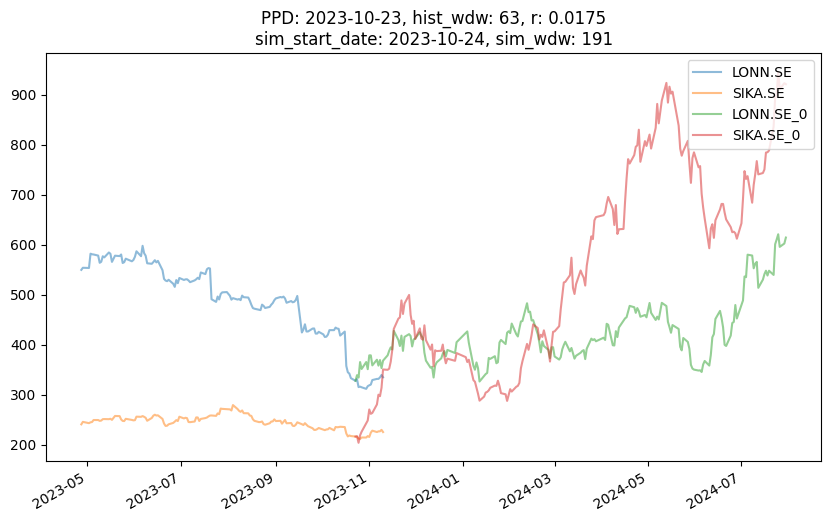 PPD: 2023-10-23, hist_wdw: 63, r: 0.0175
sim_start_date: 2023-10-24, sim_wdw: 191
LONN.SE
SIKA.SE
LONN.SE_0
SIKA.SE_0
900
800
700
600
500
400
300
200
2023-05
2023-07
2023-09
2023-11
2024-01
2024-03
2024-05
2024-07